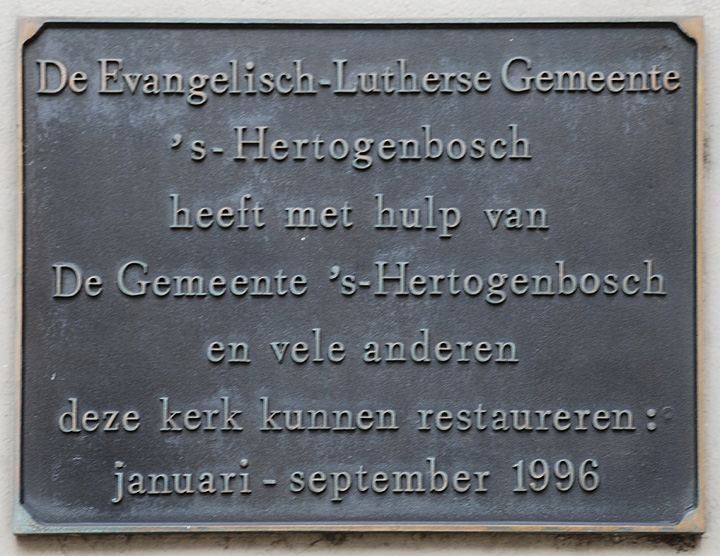 De Evangelisch-Lutherse Gemeente
's-Hertogenbosch
heeft met hulp van
De Gemeente 's-Hertogenbosch
en vele anderen
deze kerk kunnen restaureren:
januari - september 1996